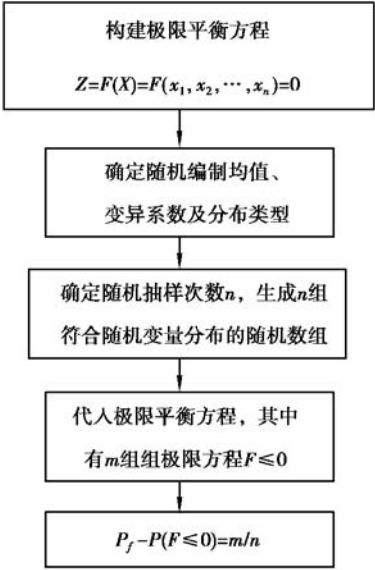 构建极限平衡方程
Z=F(X)=F(x₁,x₂,…,xₙ)=0
确定随机编制均值、
变异系数及分布类型
确定随机抽样次数n，生成n组
符合随机变量分布的随机数组
代入极限平衡方程，其中
有m组组极限方程F≤0
P_f-P(F≤0)=m/n